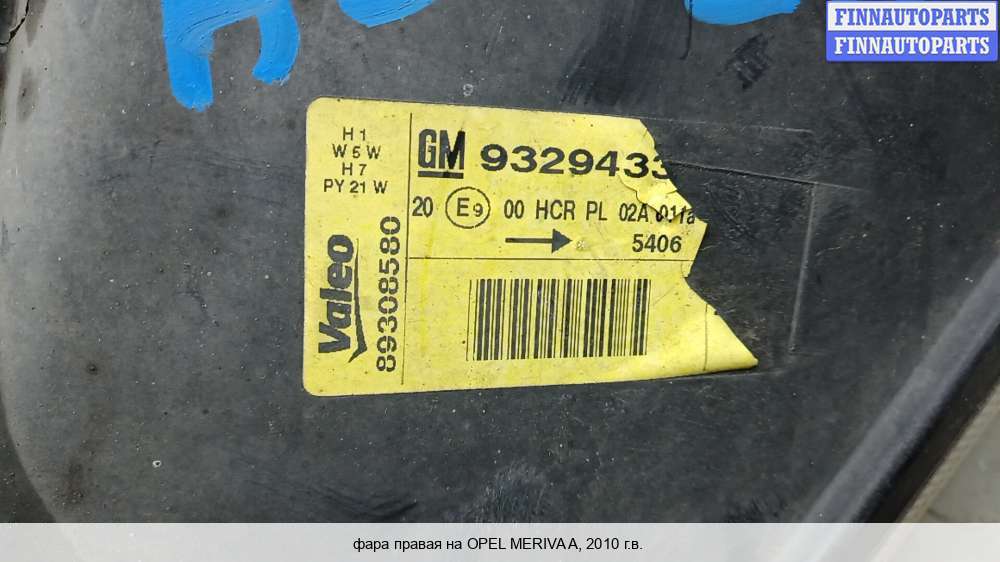 FINNAUTOPARTS
FINNAUTOPARTS
H1
W5W
H7
PY 21 W
Valeo
89308580
GM 9329433
20 E9 00 HCR PL 02A
5406
фара правая на OPEL MERIVA A, 2010 г.в.